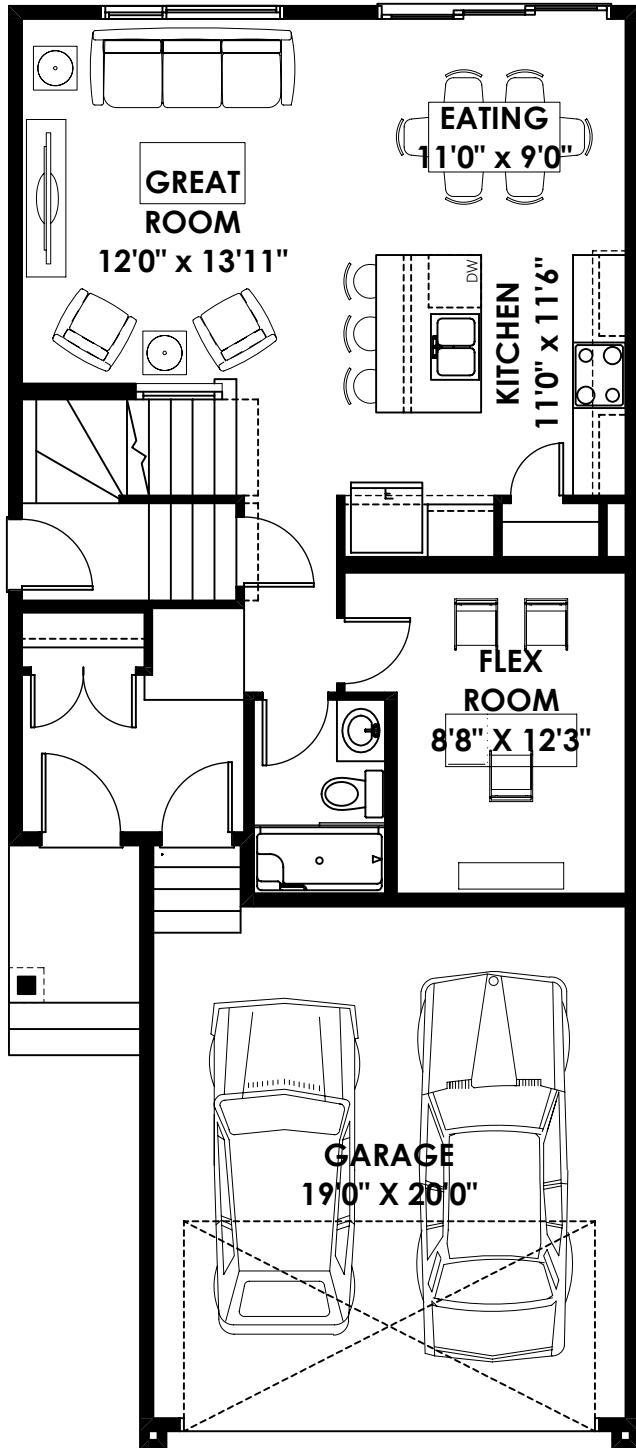 EATING
11'0" x 9'0"
GREAT
ROOM
12'0" x 13'11"
DW
KITCHEN
11'0" x 11'6"
F
FLEX
ROOM
8'8" X 12'3"
GARAGE
19'0" X 20'0"